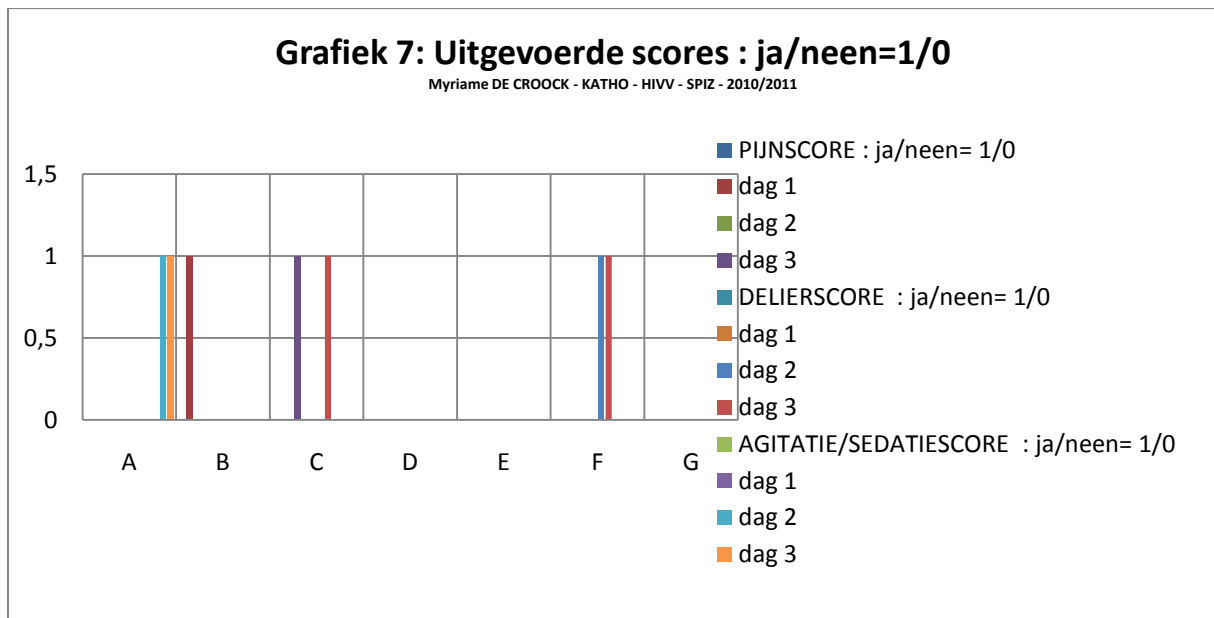 Grafiek 7: Uitgevoerde scores : ja/neen=1/0
Myriame DE CROOCK - KATHO - HIVV - SPIZ - 2010/2011
1,5
1
0,5
0
A B C D E F G
PIJNSCORE : ja/neen= 1/0
dag 1
dag 2
dag 3
DELIERSCORE : ja/neen= 1/0
dag 1
dag 2
dag 3
AGITATIE/SEDATIESCORE : ja/neen= 1/0
dag 1
dag 2
dag 3